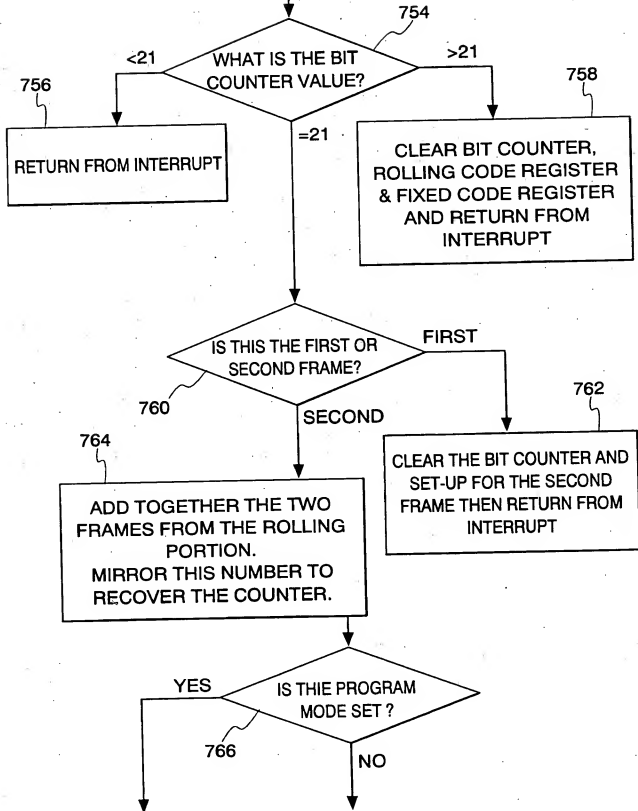 754
<21
WHAT IS THE BIT
COUNTER VALUE?
>21
756
758
=21
RETURN FROM INTERRUPT
CLEAR BIT COUNTER,
ROLLING CODE REGISTER
& FIXED CODE REGISTER
AND RETURN FROM
INTERRUPT
IS THIS THE FIRST OR
SECOND FRAME?
FIRST
760
SECOND
762
764
CLEAR THE BIT COUNTER AND
SET-UP FOR THE SECOND
FRAME THEN RETURN FROM
INTERRUPT
ADD TOGETHER THE TWO
FRAMES FROM THE ROLLING
PORTION.
MIRROR THIS NUMBER TO
RECOVER THE COUNTER.
YES
IS THIE PROGRAM
MODE SET ?
766
NO